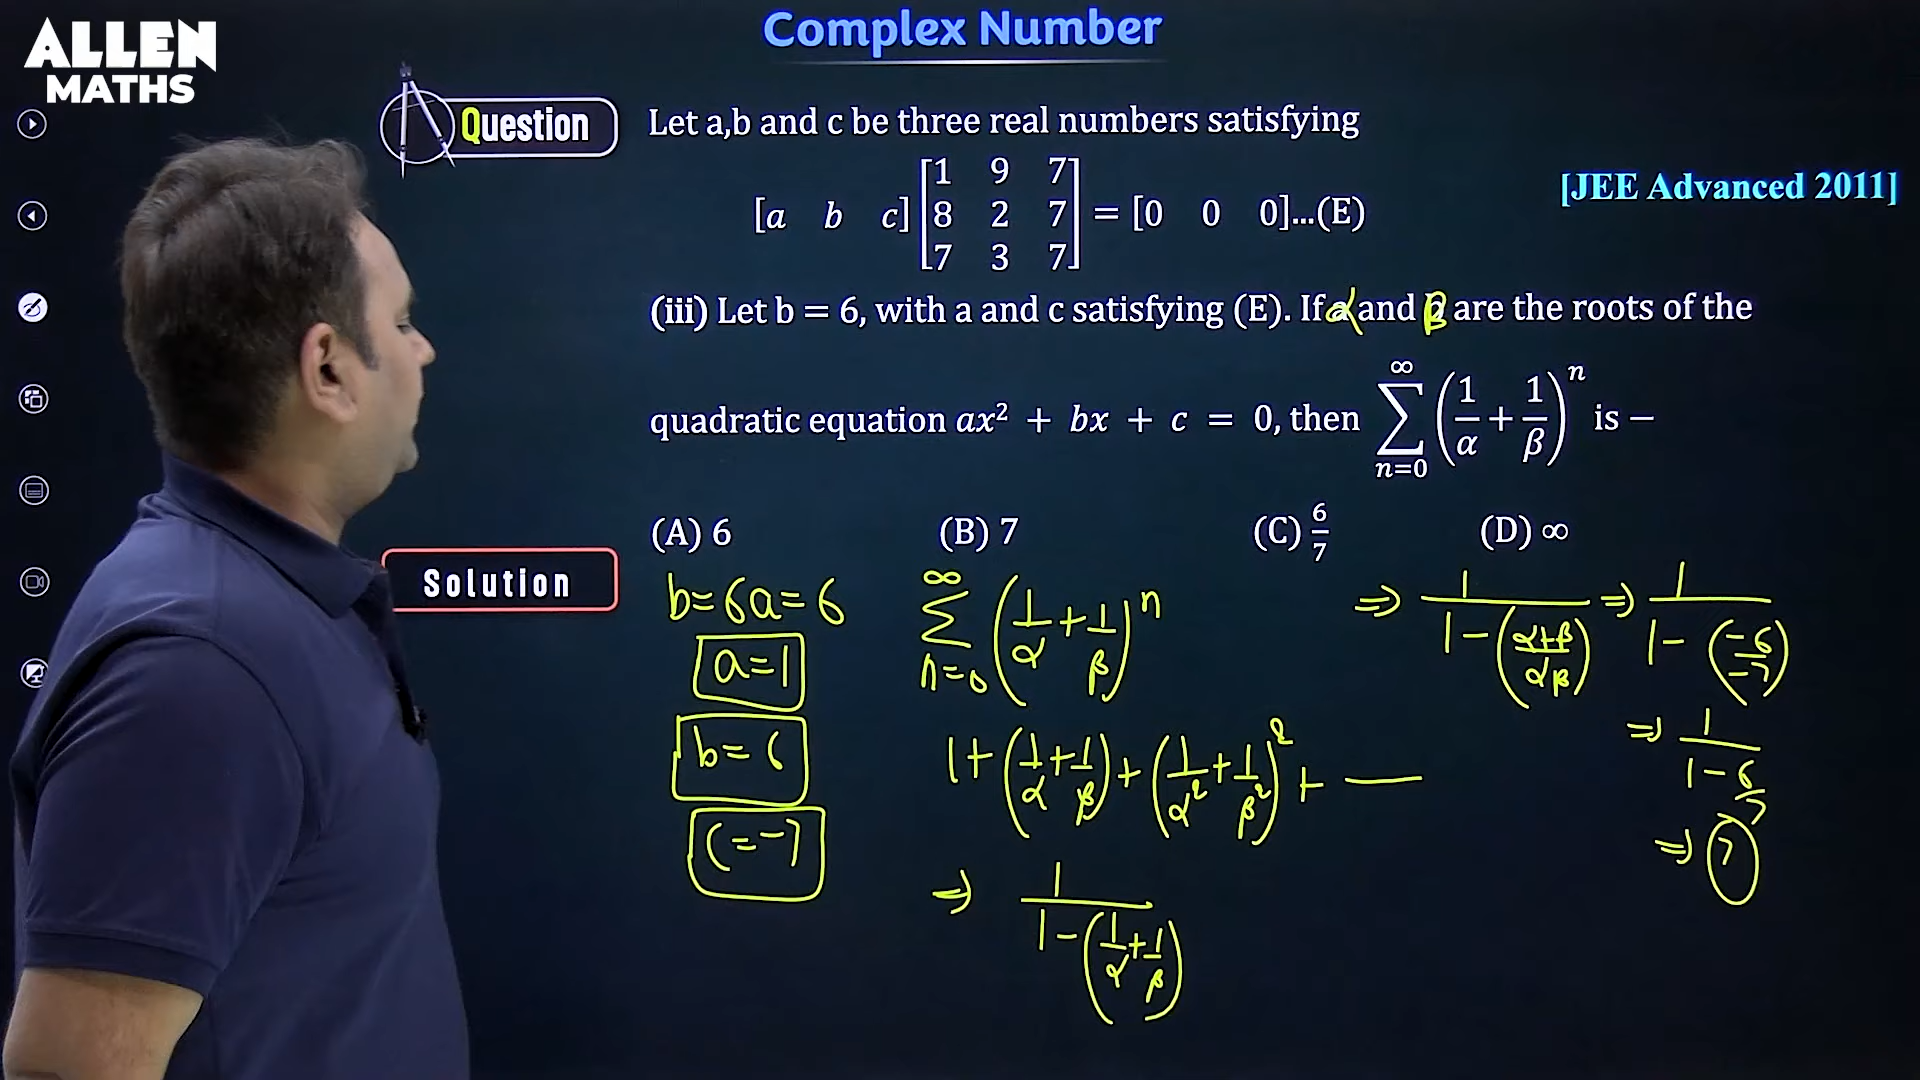 Complex Number
ALLEN
MATHS
Question
Let a,b and c be three real numbers satisfying
[a b c] [1 9 7
8 2 7
7 3 7] = [0 0 0]...(E)
[JEE Advanced 2011]
(iii) Let b = 6, with a and c satisfying (E). If α and β are the roots of the
quadratic equation ax² + bx + c = 0, then ∑_{n=0}^{∞} (1/α + 1/β)ⁿ is −
(A) 6 (B) 7 (C) 6/7 (D) ∞
Solution
b=6a=6
a=1
b=6
c=-7
∑_{n=0}^{∞} (1/α + 1/β)ⁿ
1+(1/α+1/β)+(1/α²+1/β²)²+ —
⇒ 1/(1-(1/α+1/β))
⇒ 1/(1-((α+β)/(αβ))) ⇒ 1/(1-(-6/-7))
⇒ 1/(1-6/7)
⇒ 7